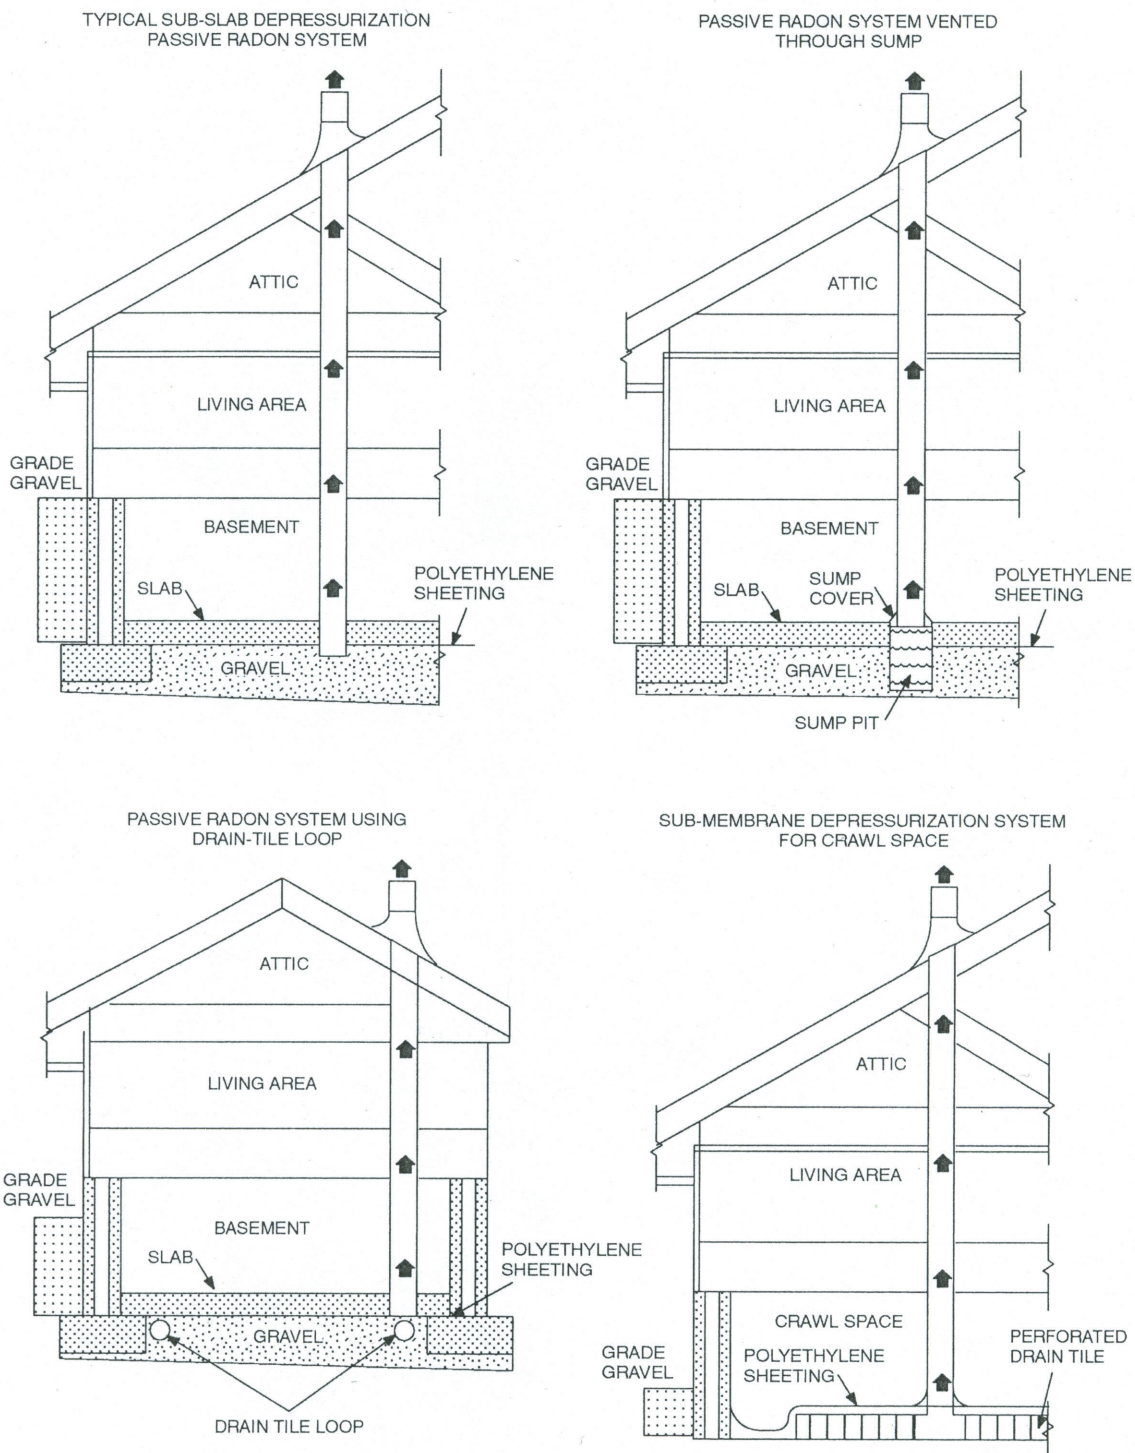 TYPICAL SUB-SLAB DEPRESSURIZATION
PASSIVE RADON SYSTEM
ATTIC
LIVING AREA
GRADE
GRAVEL
BASEMENT
SLAB
POLYETHYLENE
SHEETING
GRAVEL
PASSIVE RADON SYSTEM VENTED
THROUGH SUMP
ATTIC
LIVING AREA
GRADE
GRAVEL
BASEMENT
SLAB
SUMP
COVER
POLYETHYLENE
SHEETING
GRAVEL
SUMP PIT
PASSIVE RADON SYSTEM USING
DRAIN-TILE LOOP
ATTIC
LIVING AREA
GRADE
GRAVEL
BASEMENT
SLAB
POLYETHYLENE
SHEETING
GRAVEL
DRAIN TILE LOOP
SUB-MEMBRANE DEPRESSURIZATION SYSTEM
FOR CRAWL SPACE
ATTIC
LIVING AREA
CRAWL SPACE
GRADE
GRAVEL
POLYETHYLENE
SHEETING
PERFORATED
DRAIN TILE